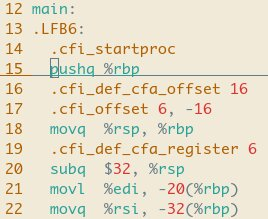 12 main:
13 .LFB6:
14 .cfi_startproc
15 pushq %rbp
16 .cfi_def_cfa_offset 16
17 .cfi_offset 6, -16
18 movq %rsp, %rbp
19 .cfi_def_cfa_register 6
20 subq $32, %rsp
21 movl %edi, -20(%rbp)
22 movq %rsi, -32(%rbp)